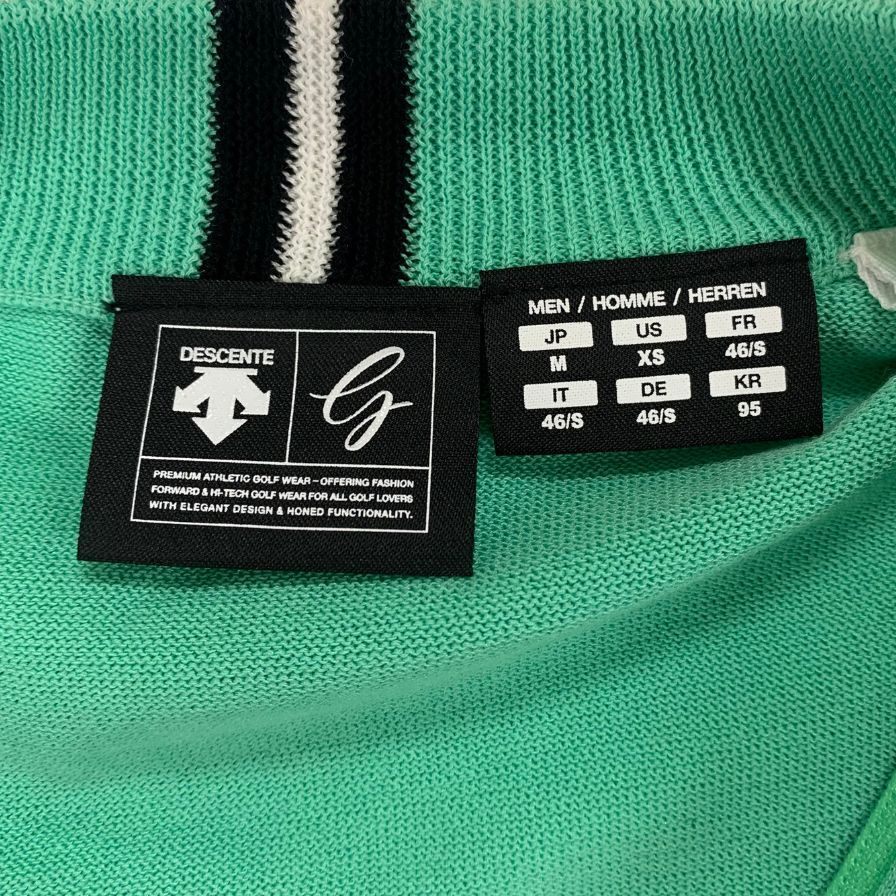 DESCENTE
G
PREMIUM ATHLETIC GOLF WEAR – OFFERING FASHION
FORWARD & HI-TECH GOLF WEAR FOR ALL GOLF LOVERS
WITH ELEGANT DESIGN & HONED FUNCTIONALITY.
MEN / HOMME / HERREN
JP US FR
M XS 46/S
IT DE KR
46/S 46/S 95